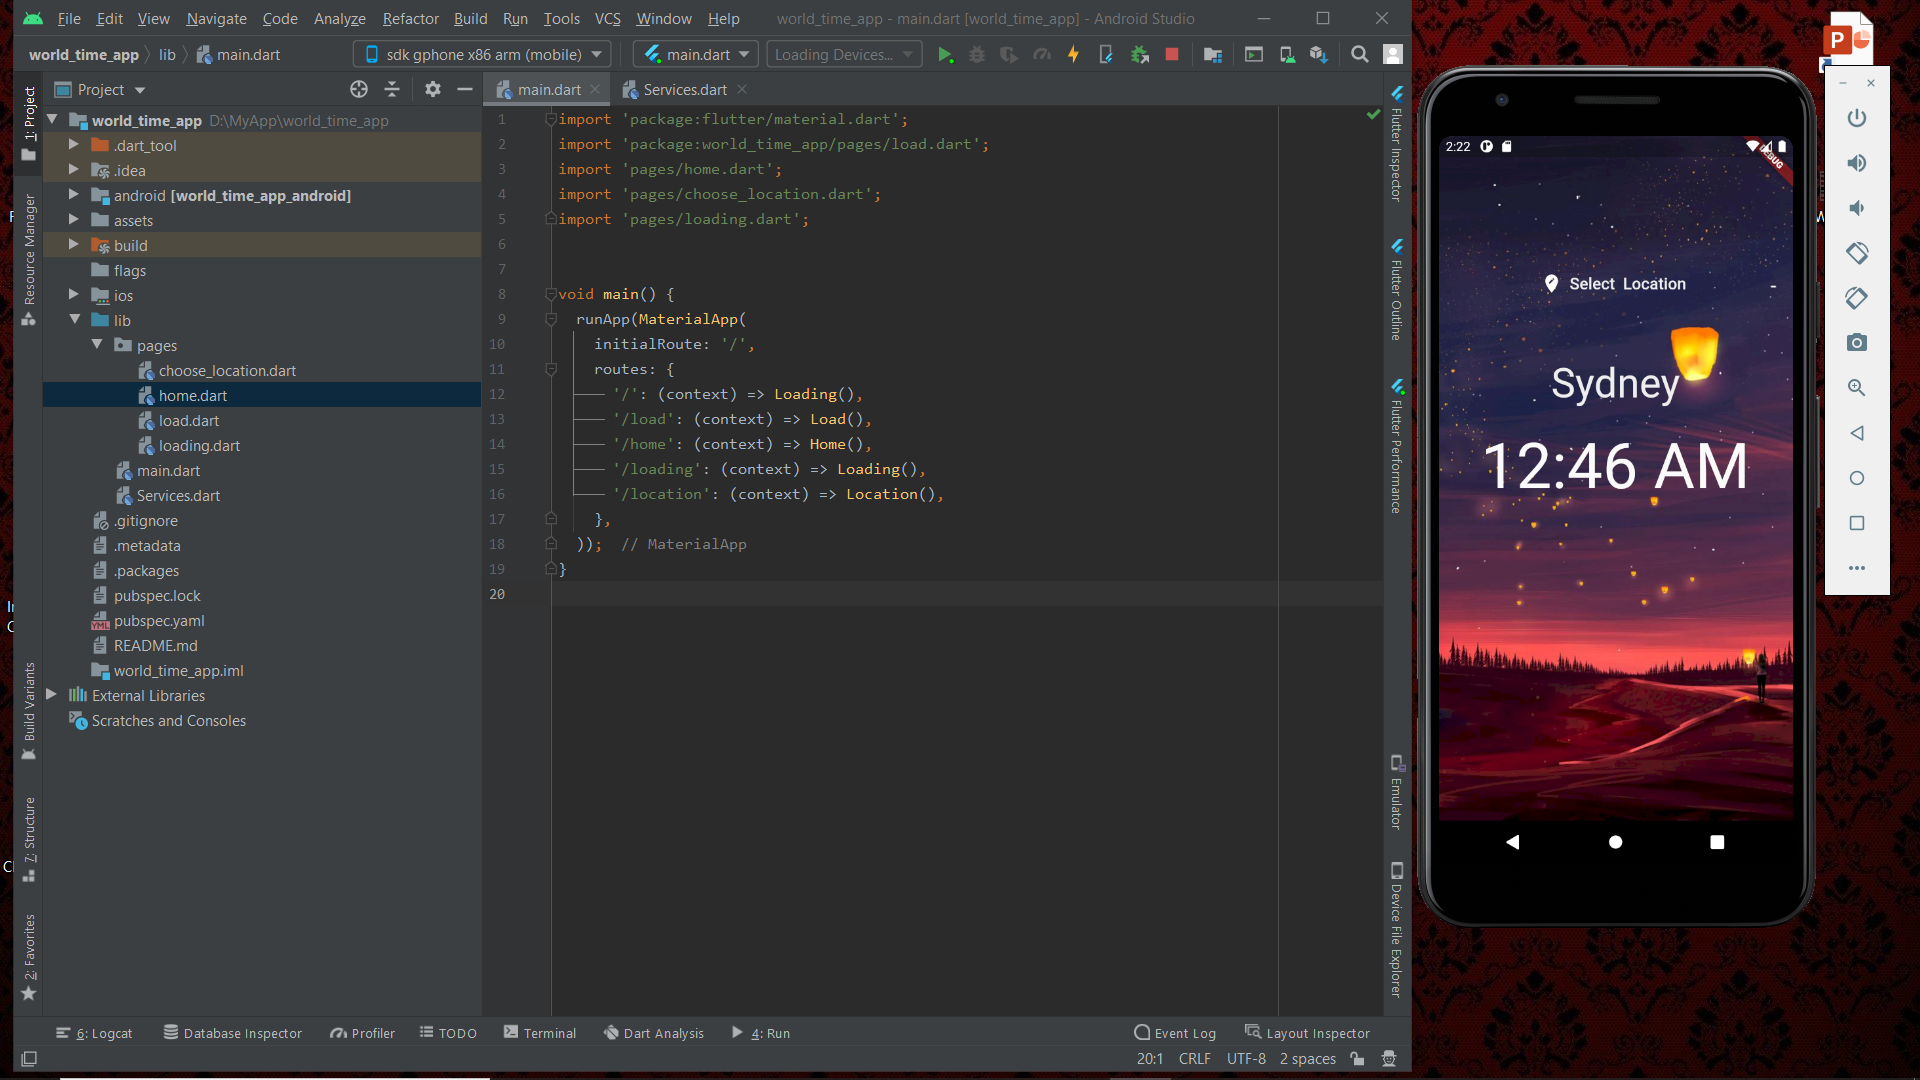 File Edit View Navigate Code Analyze Refactor Build Run Tools VCS Window Help world_time_app - main.dart [world_time_app] - Android Studio
world_time_app lib main.dart sdk gphone x86 arm (mobile) main.dart Loading Devices...
Project main.dart Services.dart
1: Project
Resource Manager
Build Variants
7: Structure
2: Favorites
world_time_app D:\MyApp\world_time_app
.dart_tool
.idea
android [world_time_app_android]
assets
build
flags
ios
lib
pages
choose_location.dart
home.dart
load.dart
loading.dart
main.dart
Services.dart
.gitignore
.metadata
.packages
pubspec.lock
pubspec.yaml
README.md
world_time_app.iml
External Libraries
Scratches and Consoles
1 import 'package:flutter/material.dart';
2 import 'package:world_time_app/pages/load.dart';
3 import 'pages/home.dart';
4 import 'pages/choose_location.dart';
5 import 'pages/loading.dart';
6
7
8 void main() {
9 runApp(MaterialApp(
10 initialRoute: '/',
11 routes: {
12 '/': (context) => Loading(),
13 '/load': (context) => Load(),
14 '/home': (context) => Home(),
15 '/loading': (context) => Loading(),
16 '/location': (context) => Location(),
17 },
18 )); // MaterialApp
19 }
20
Flutter Inspector
Flutter Outline
Flutter Performance
Emulator
Device File Explorer
6: Logcat Database Inspector Profiler TODO Terminal Dart Analysis 4: Run Event Log Layout Inspector
20:1 CRLF UTF-8 2 spaces
P
2:22
DEBUG
Select Location -
Sydney
12:46 AM